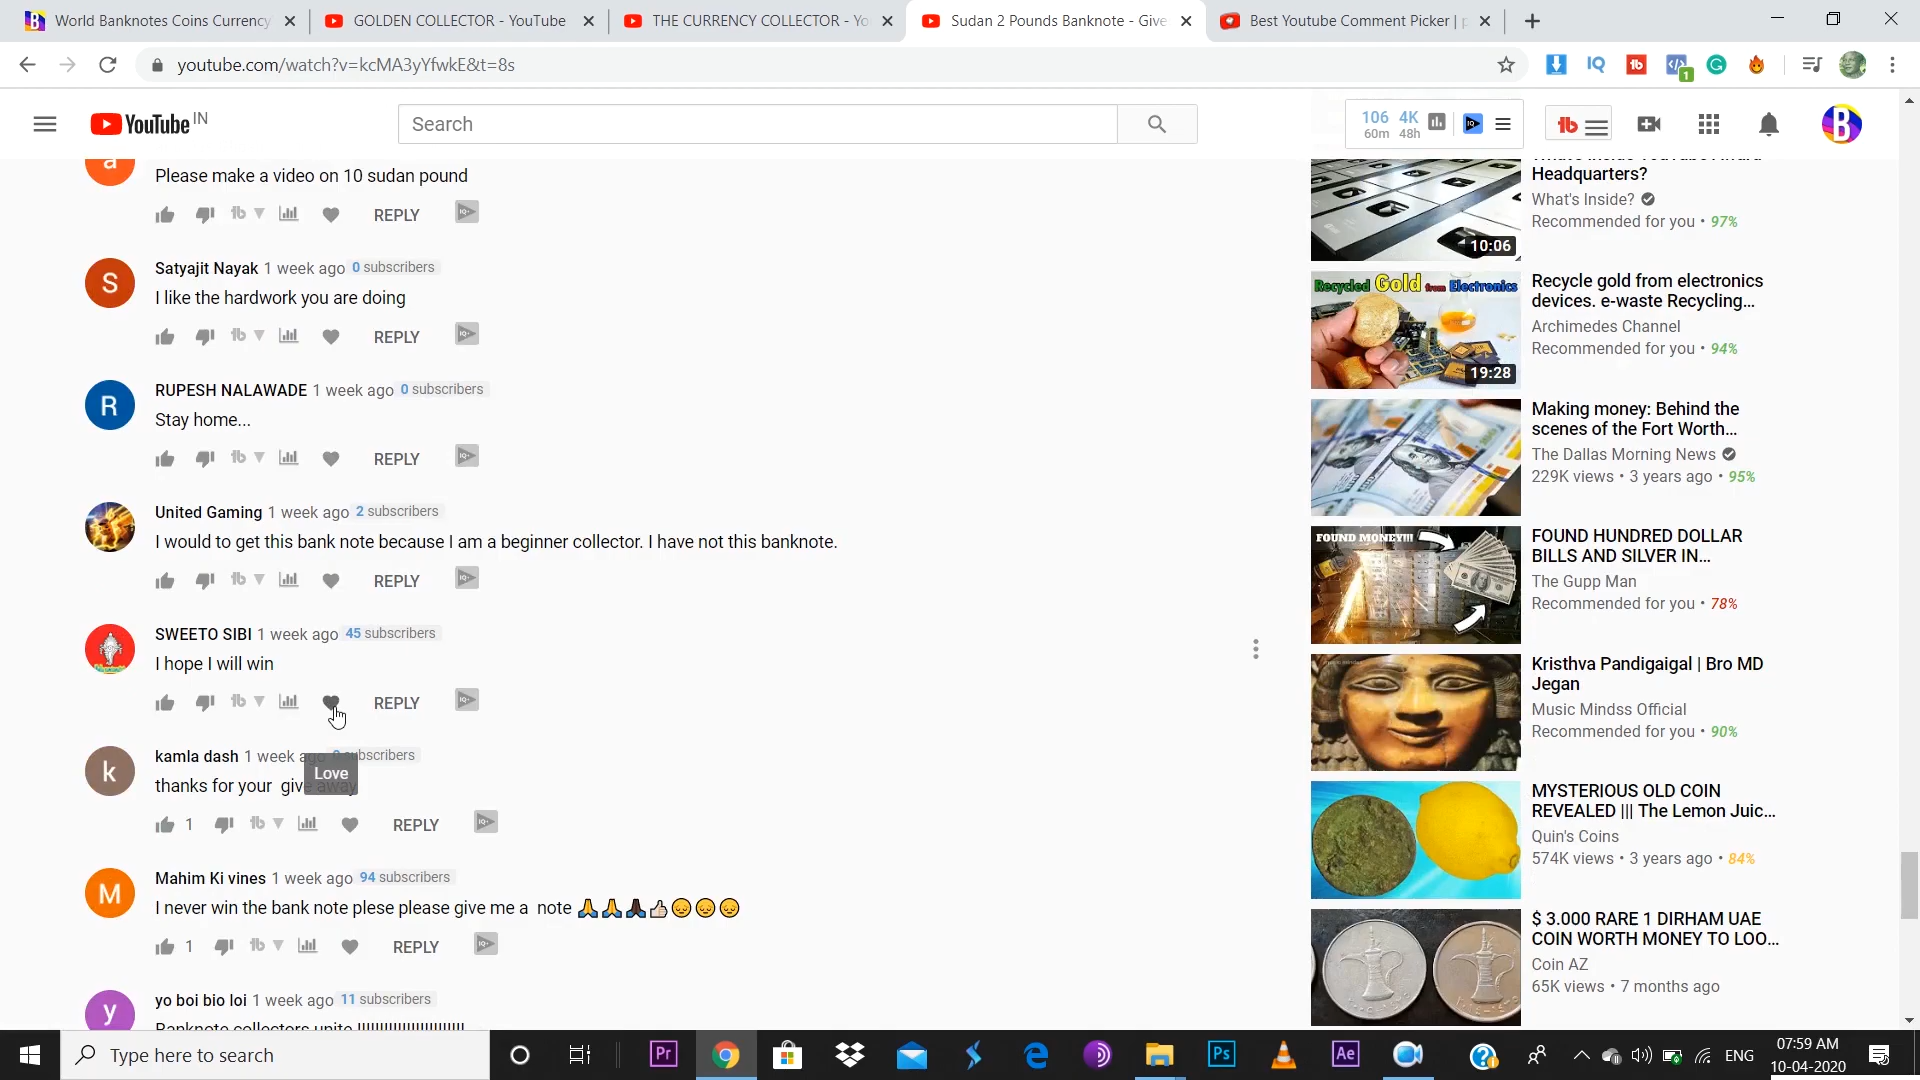 World Banknotes Coins Currency
GOLDEN COLLECTOR - YouTube
THE CURRENCY COLLECTOR - Yo
Sudan 2 Pounds Banknote - Give
Best Youtube Comment Picker | p
youtube.com/watch?v=kcMA3yYfwkE&t=8s
YouTube IN
Search
106 4K
60m 48h
Please make a video on 10 sudan pound
REPLY
Satyajit Nayak 1 week ago 0 subscribers
I like the hardwork you are doing
REPLY
RUPESH NALAWADE 1 week ago 0 subscribers
Stay home...
REPLY
United Gaming 1 week ago 2 subscribers
I would to get this bank note because I am a beginner collector. I have not this banknote.
REPLY
SWEETO SIBI 1 week ago 45 subscribers
I hope I will win
REPLY
kamla dash 1 week ago 0 subscribers
Love
thanks for your give away
1 REPLY
Mahim Ki vines 1 week ago 94 subscribers
I never win the bank note plese please give me a note 🙏🙏🙏🏿👍🏻😞😞😞
1 REPLY
yo boi bio loi 1 week ago 11 subscribers
Banknote collectors unite !!!!!!!!!!!!!!!!!!!!!!!!!!
Headquarters?
What's Inside?
Recommended for you • 97%
10:06
Recycled Gold from Electronics
19:28
Recycle gold from electronics
devices. e-waste Recycling...
Archimedes Channel
Recommended for you • 94%
Making money: Behind the
scenes of the Fort Worth...
The Dallas Morning News
229K views • 3 years ago • 95%
FOUND MONEY!!!
FOUND HUNDRED DOLLAR
BILLS AND SILVER IN...
The Gupp Man
Recommended for you • 78%
Kristhva Pandigaigal | Bro MD
Jegan
Music Mindss Official
Recommended for you • 90%
MYSTERIOUS OLD COIN
REVEALED ||| The Lemon Juic...
Quin's Coins
574K views • 3 years ago • 84%
$ 3.000 RARE 1 DIRHAM UAE
COIN WORTH MONEY TO LOO...
Coin AZ
65K views • 7 months ago
Type here to search
ENG
07:59 AM
10-04-2020